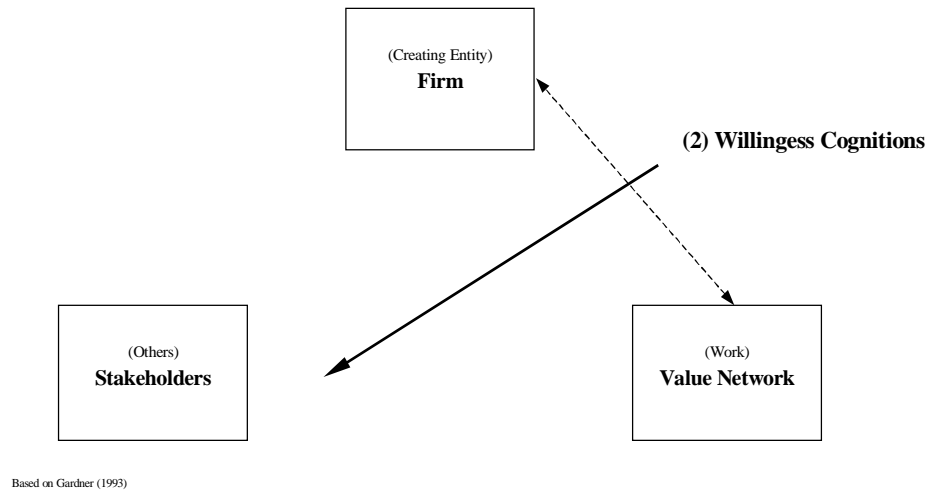 (Creating Entity)
Firm
(2) Willingess Cognitions
(Others)
Stakeholders
(Work)
Value Network
Based on Gardner (1993)